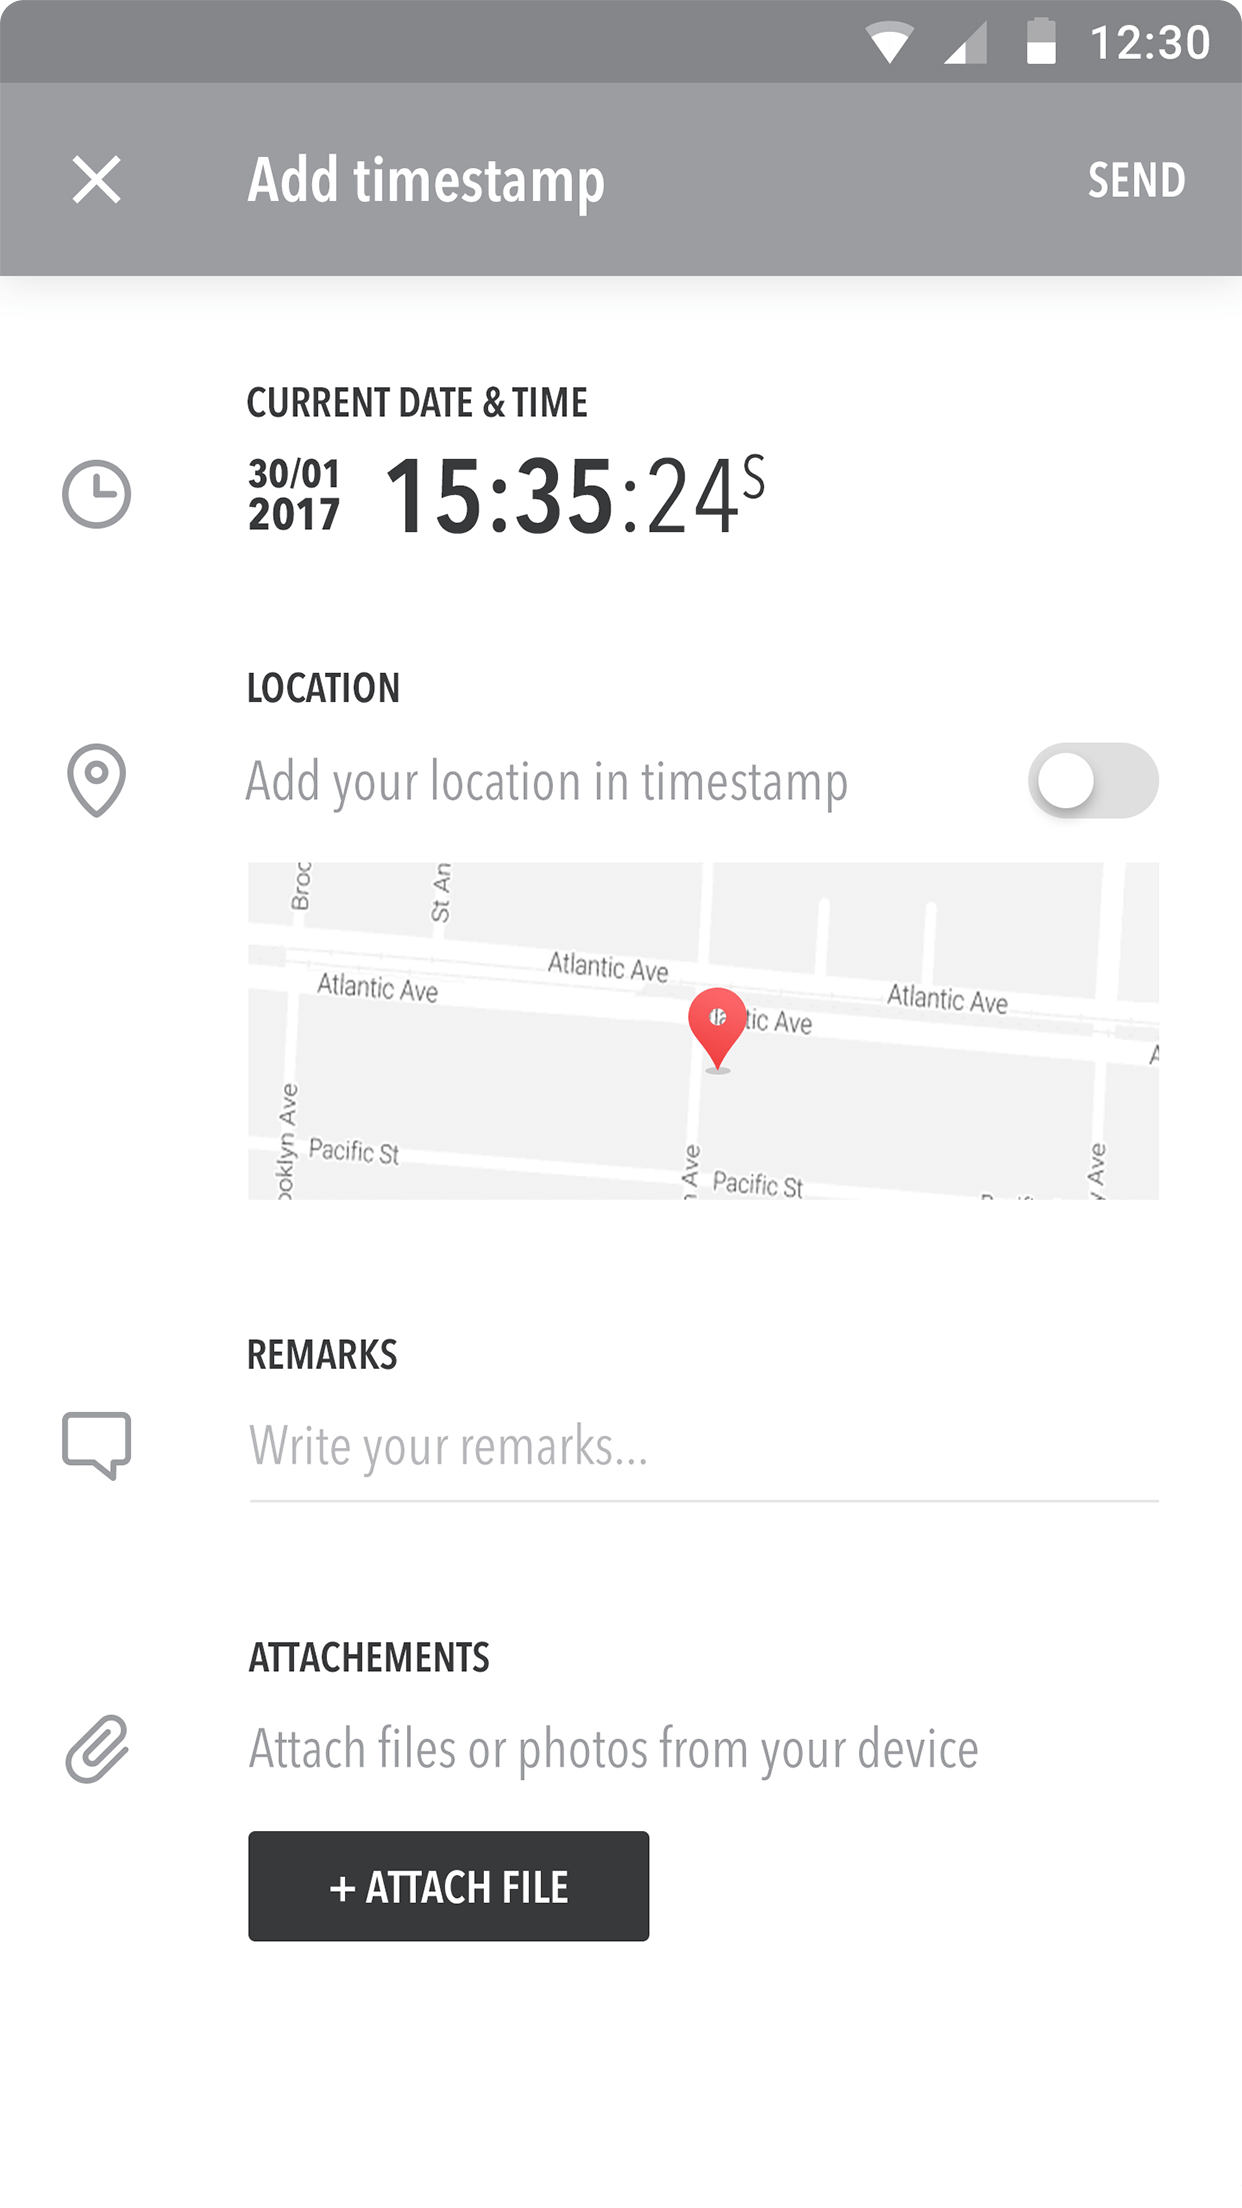 12:30
Add timestamp
SEND
CURRENT DATE & TIME
30/01
2017
15:35:24S
LOCATION
Add your location in timestamp
Broc
St An
Atlantic Ave
Atlantic Ave
Atlantic Ave
tic Ave
ooklyn Ave
Pacific St
Ave
Pacific St
Ave
REMARKS
Write your remarks...
ATTACHEMENTS
Attach files or photos from your device
+ ATTACH FILE